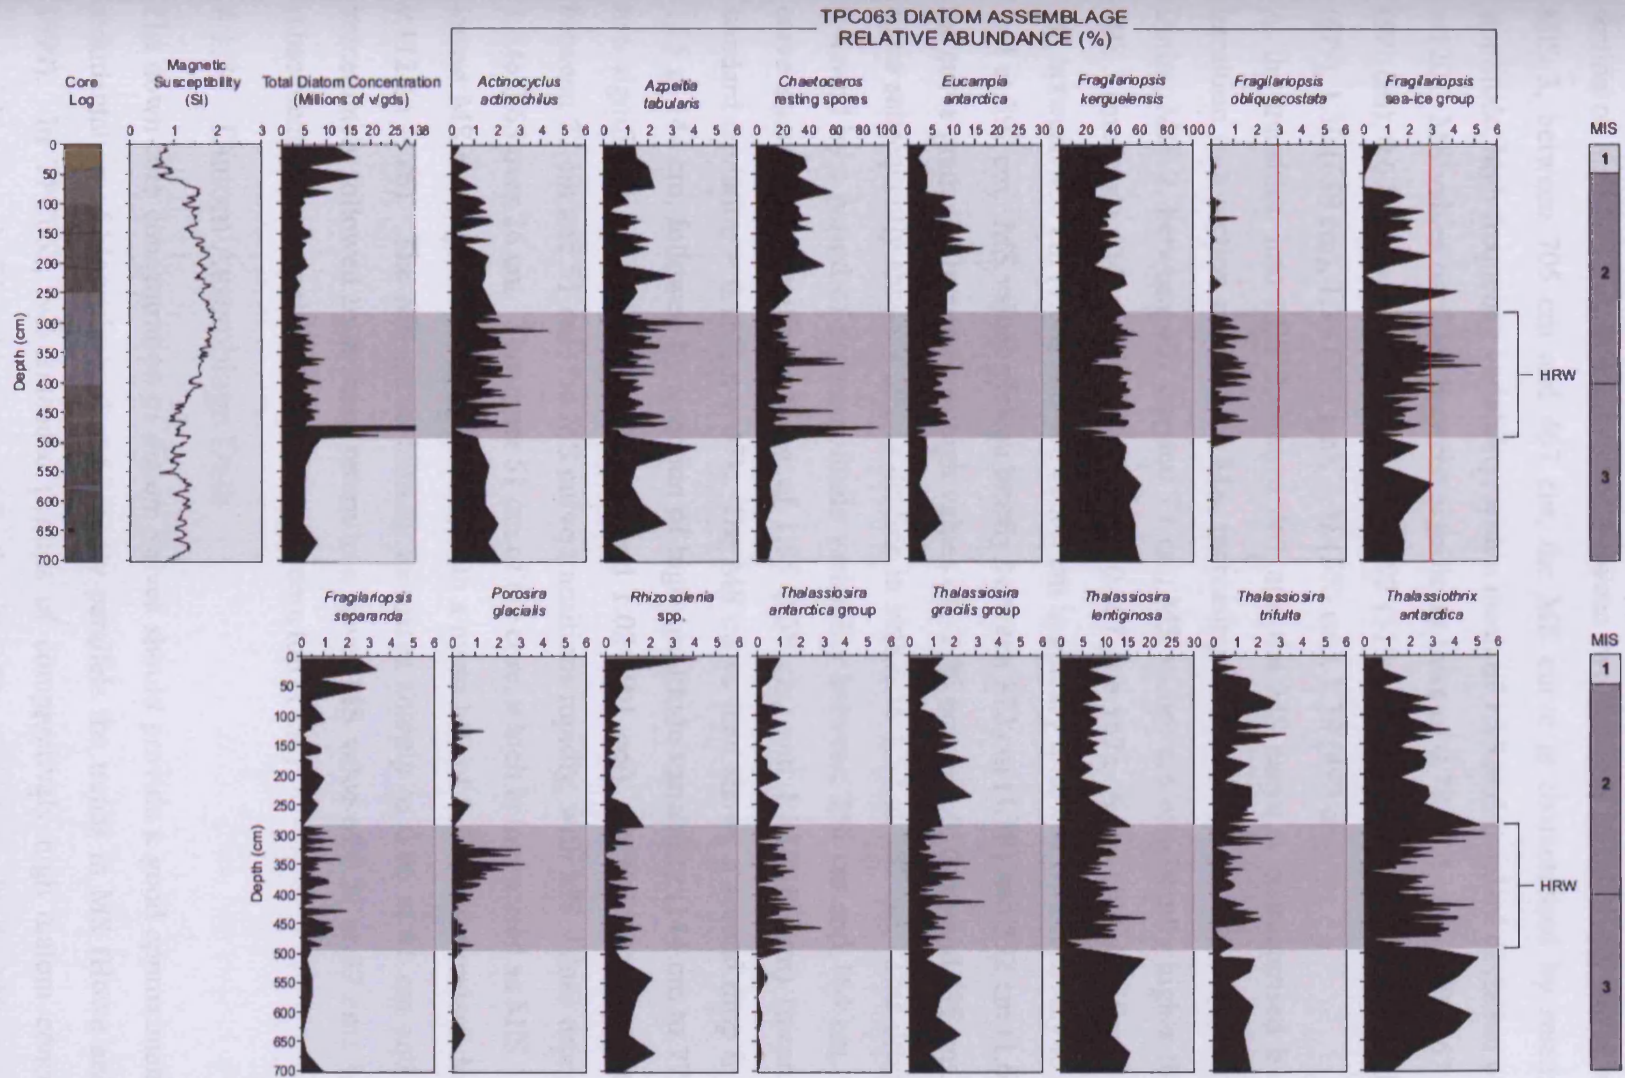 TPC063 DIATOM ASSEMBLAGE
RELATIVE ABUNDANCE (%)
Core
Log
Magnetic
Susceptibility
(SI)
Total Diatom Concentration
(Millions of v/gds)
Actinocyclus
actinochilus
Azpeitia
tabularis
Chaetoceros
resting spores
Eucampia
antarctica
Fragilariopsis
kerguelensis
Fragilariopsis
obliquecostata
Fragilariopsis
sea-ice group
MIS
0 1 2 3
0 5 10 15 20 25 138
0 1 2 3 4 5 6
0 1 2 3 4 5 6
0 20 40 60 80 100
0 5 10 15 20 25 30
0 20 40 60 80 100
0 1 2 3 4 5 6
0 1 2 3 4 5 6
Depth (cm)
0
50
100
150
200
250
300
350
400
450
500
550
600
650
700
HRW
1
2
3
Fragilariopsis
separanda
Porosira
glacialis
Rhizosolenia
spp.
Thalassiosira
antarctica group
Thalassiosira
gracilis group
Thalassiosira
lentiginosa
Thalassiosira
trifulta
Thalassiothrix
antarctica
MIS
0 1 2 3 4 5 6
0 1 2 3 4 5 6
0 1 2 3 4 5 6
0 1 2 3 4 5 6
0 1 2 3 4 5 6
0 5 10 15 20 25 30
0 1 2 3 4 5 6
0 1 2 3 4 5 6
Depth (cm)
0
50
100
150
200
250
300
350
400
450
500
550
600
650
700
HRW
1
2
3